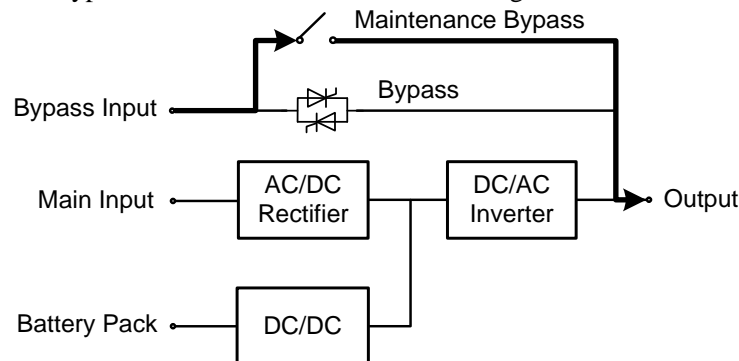 Maintenance Bypass
Bypass Input
Bypass
Main Input
AC/DC
Rectifier
DC/AC
Inverter
Output
Battery Pack
DC/DC